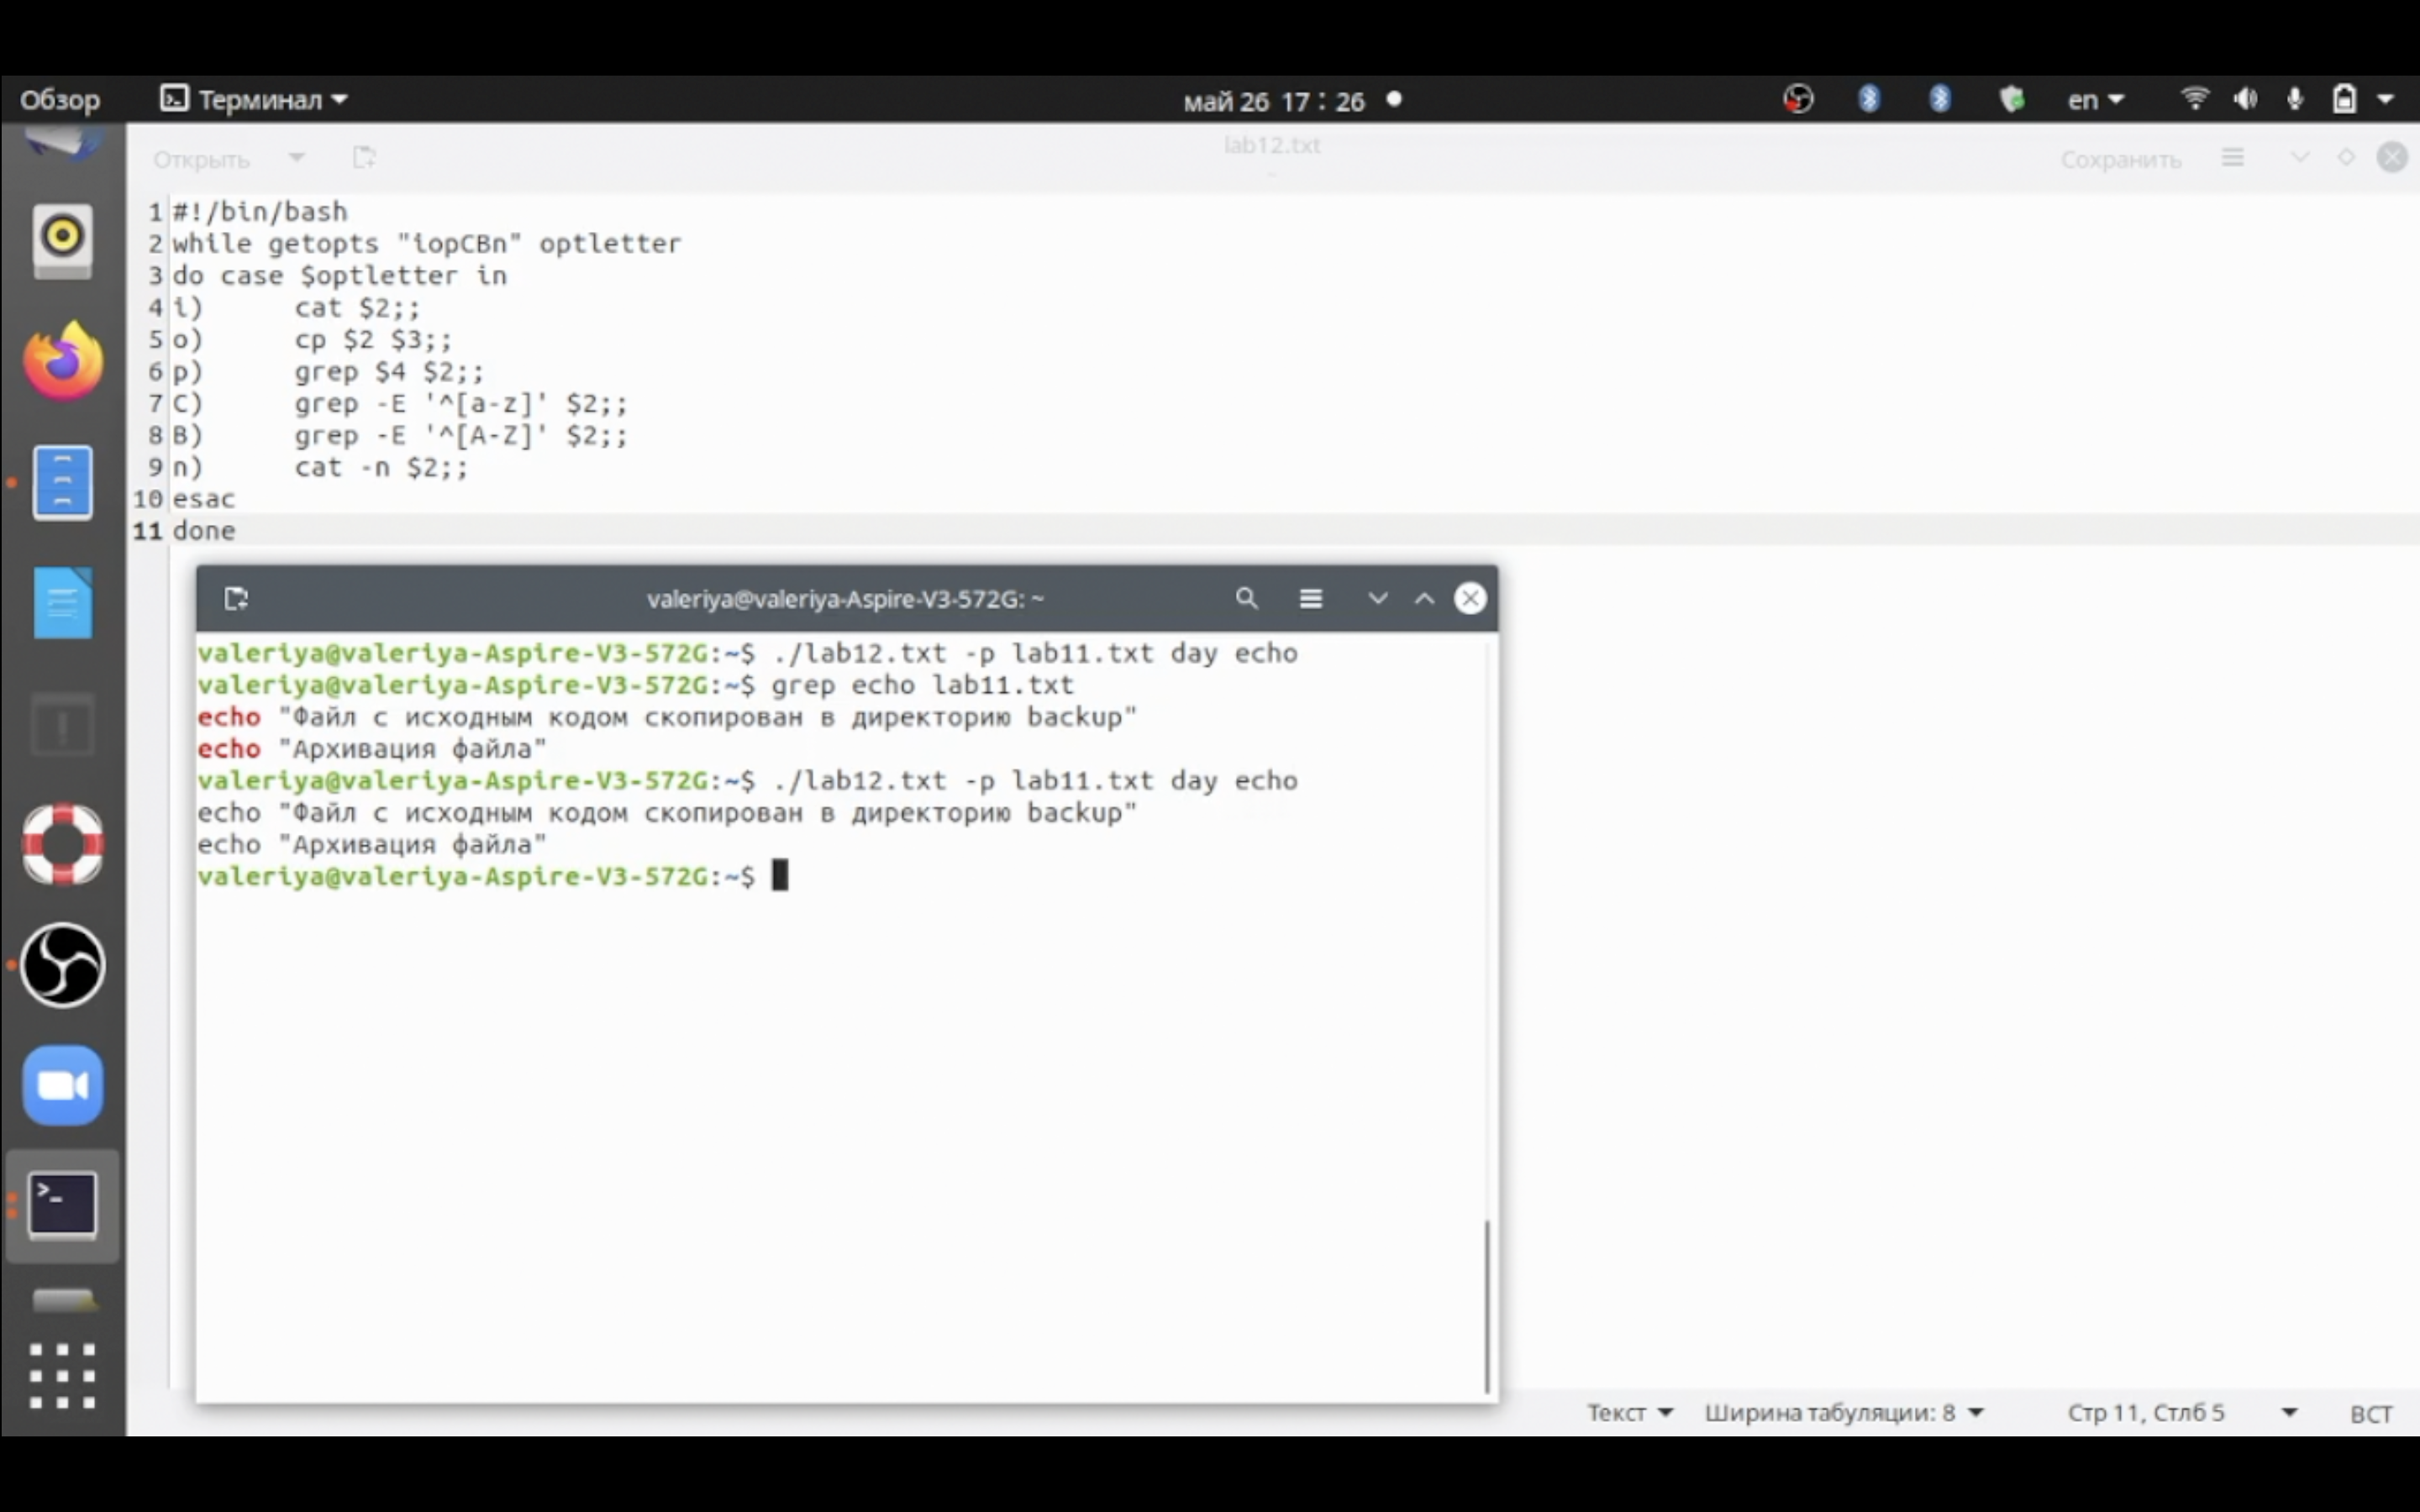 Обзор Терминал май 26 17 : 26 en
Открыть lab12.txt Сохранить
1 #!/bin/bash
2 while getopts "iopCBn" optletter
3 do case $optletter in
4 i) cat $2;;
5 o) cp $2 $3;;
6 p) grep $4 $2;;
7 C) grep -E '^[a-z]' $2;;
8 B) grep -E '^[A-Z]' $2;;
9 n) cat -n $2;;
10 esac
11 done
valeriya@valeriya-Aspire-V3-572G: ~
valeriya@valeriya-Aspire-V3-572G:~$ ./lab12.txt -p lab11.txt day echo
valeriya@valeriya-Aspire-V3-572G:~$ grep echo lab11.txt
echo "Файл с исходным кодом скопирован в директорию backup"
echo "Архивация файла"
valeriya@valeriya-Aspire-V3-572G:~$ ./lab12.txt -p lab11.txt day echo
echo "Файл с исходным кодом скопирован в директорию backup"
echo "Архивация файла"
valeriya@valeriya-Aspire-V3-572G:~$
Текст Ширина табуляции: 8 Стр 11, Стлб 5 ВСТ